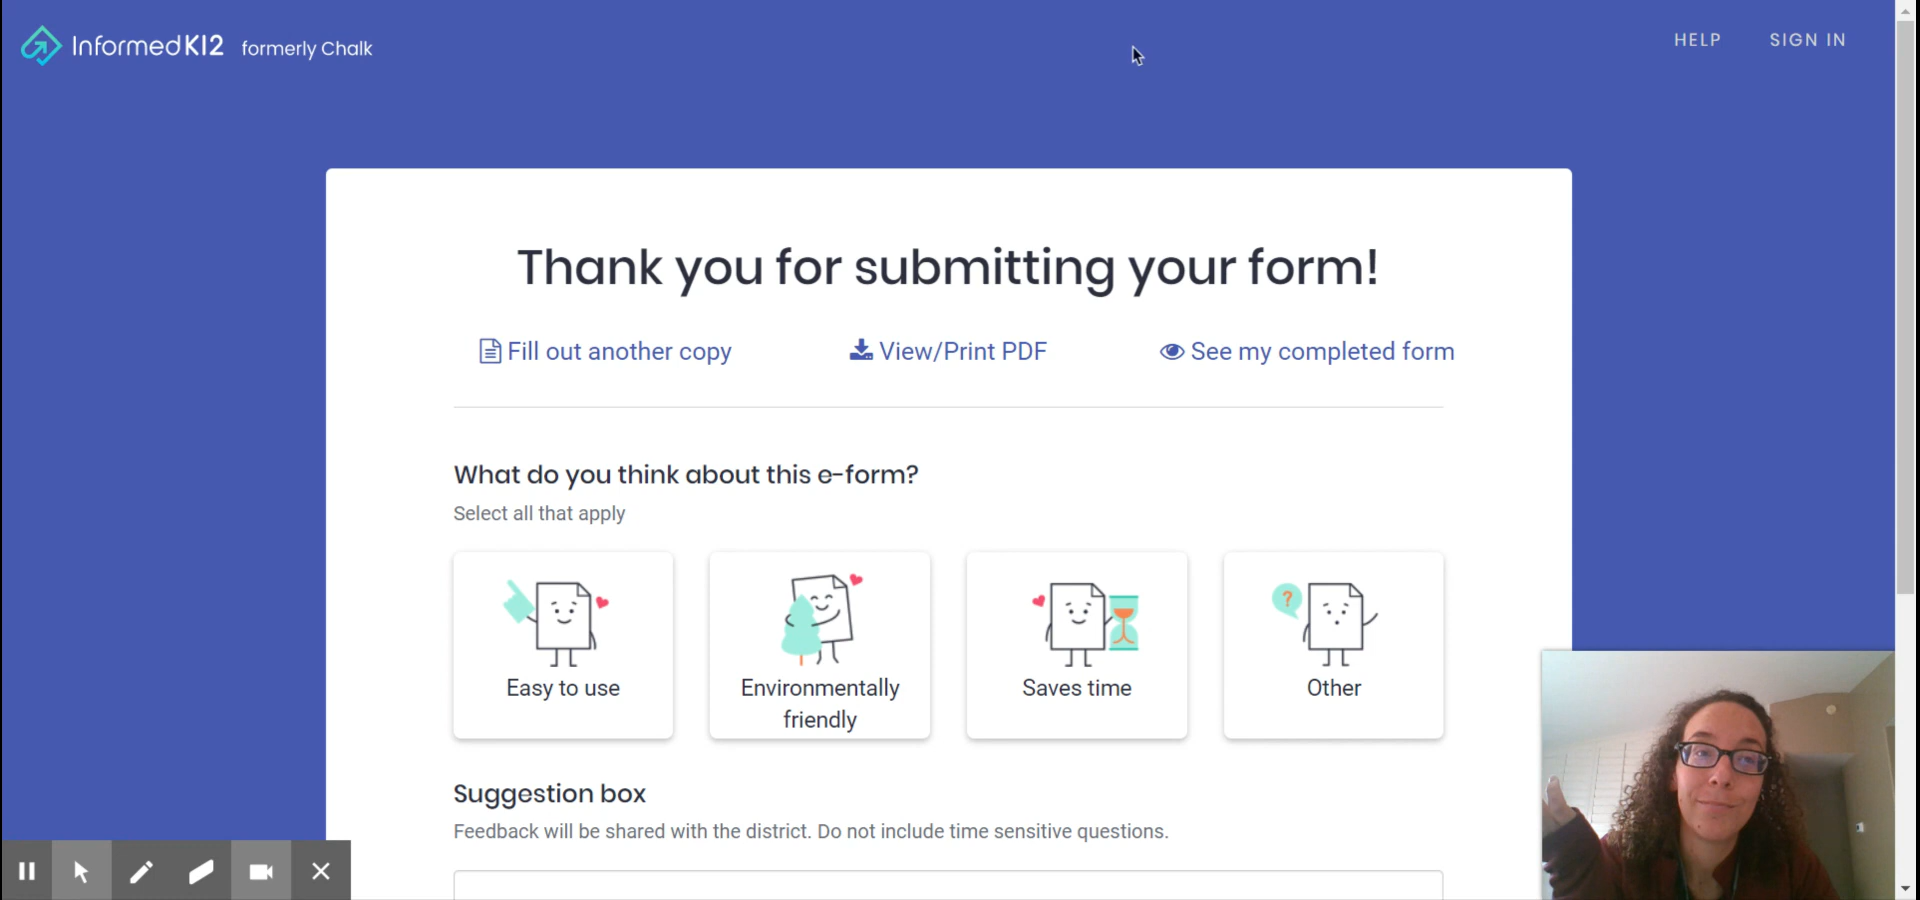 InformedK12 formerly Chalk
HELP SIGN IN
Thank you for submitting your form!
Fill out another copy View/Print PDF See my completed form
What do you think about this e-form?
Select all that apply
?
Easy to use
Environmentally
friendly
Saves time
Other
Suggestion box
Feedback will be shared with the district. Do not include time sensitive questions.